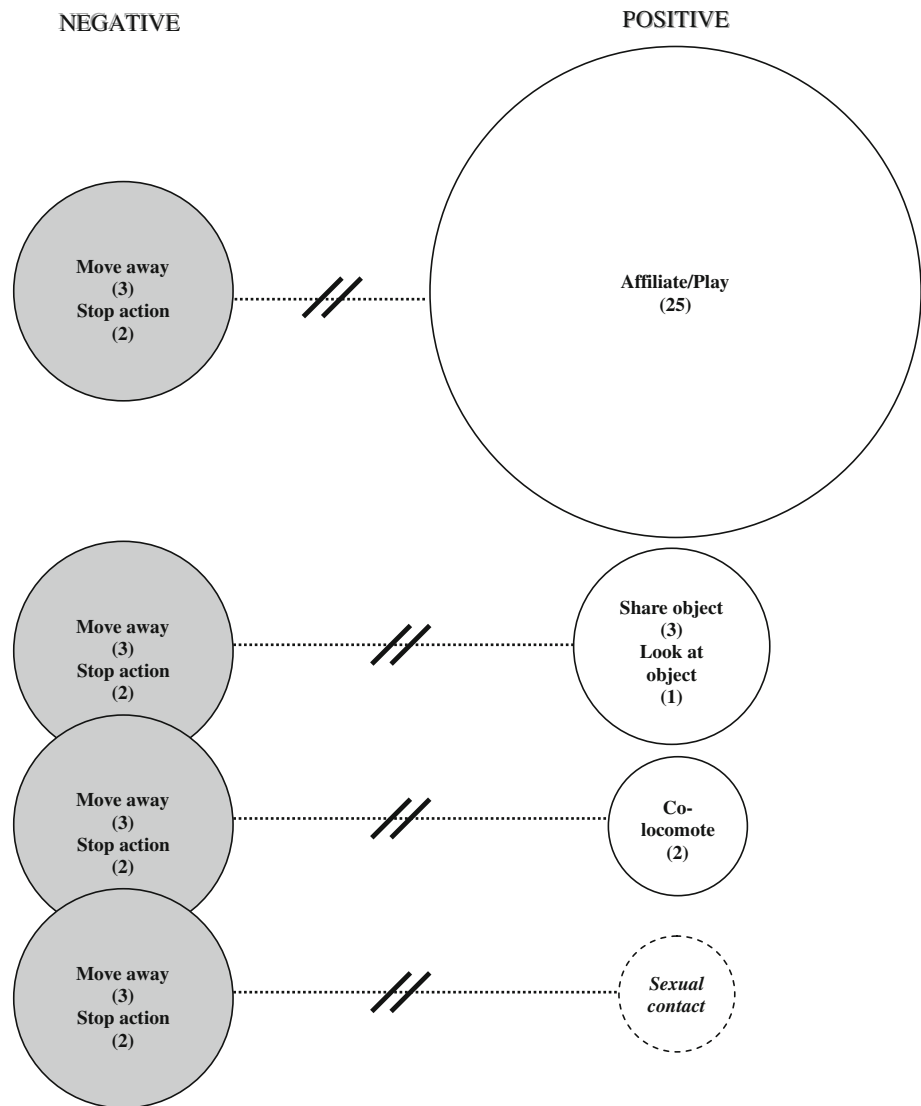 NEGATIVE
POSITIVE
Move away
(3)
Stop action
(2)
Affiliate/Play
(25)
Move away
(3)
Stop action
(2)
Share object
(3)
Look at
object
(1)
Move away
(3)
Stop action
(2)
Co-
locomote
(2)
Move away
(3)
Stop action
(2)
Sexual
contact